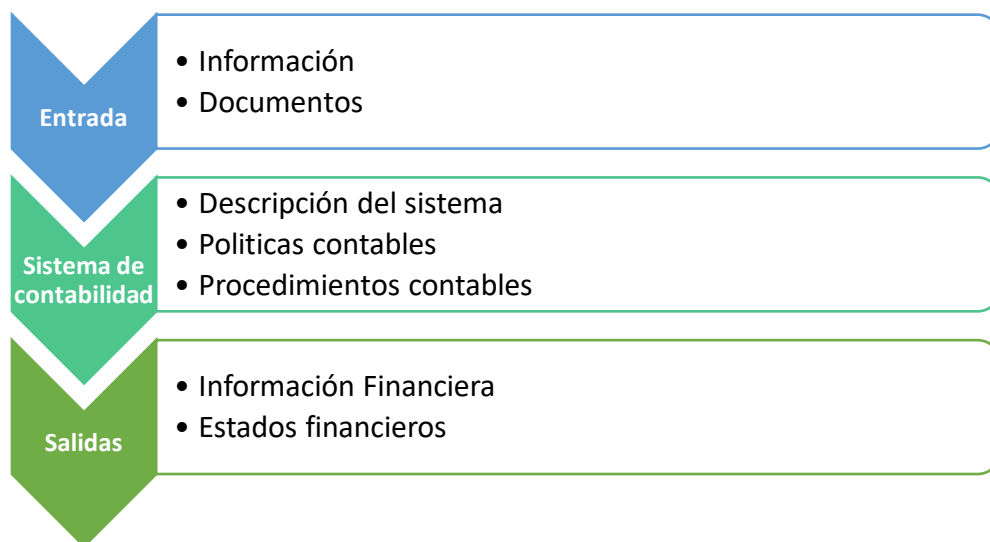 Entrada
• Información
• Documentos
Sistema de
contabilidad
• Descripción del sistema
• Politicas contables
• Procedimientos contables
Salidas
• Información Financiera
• Estados financieros